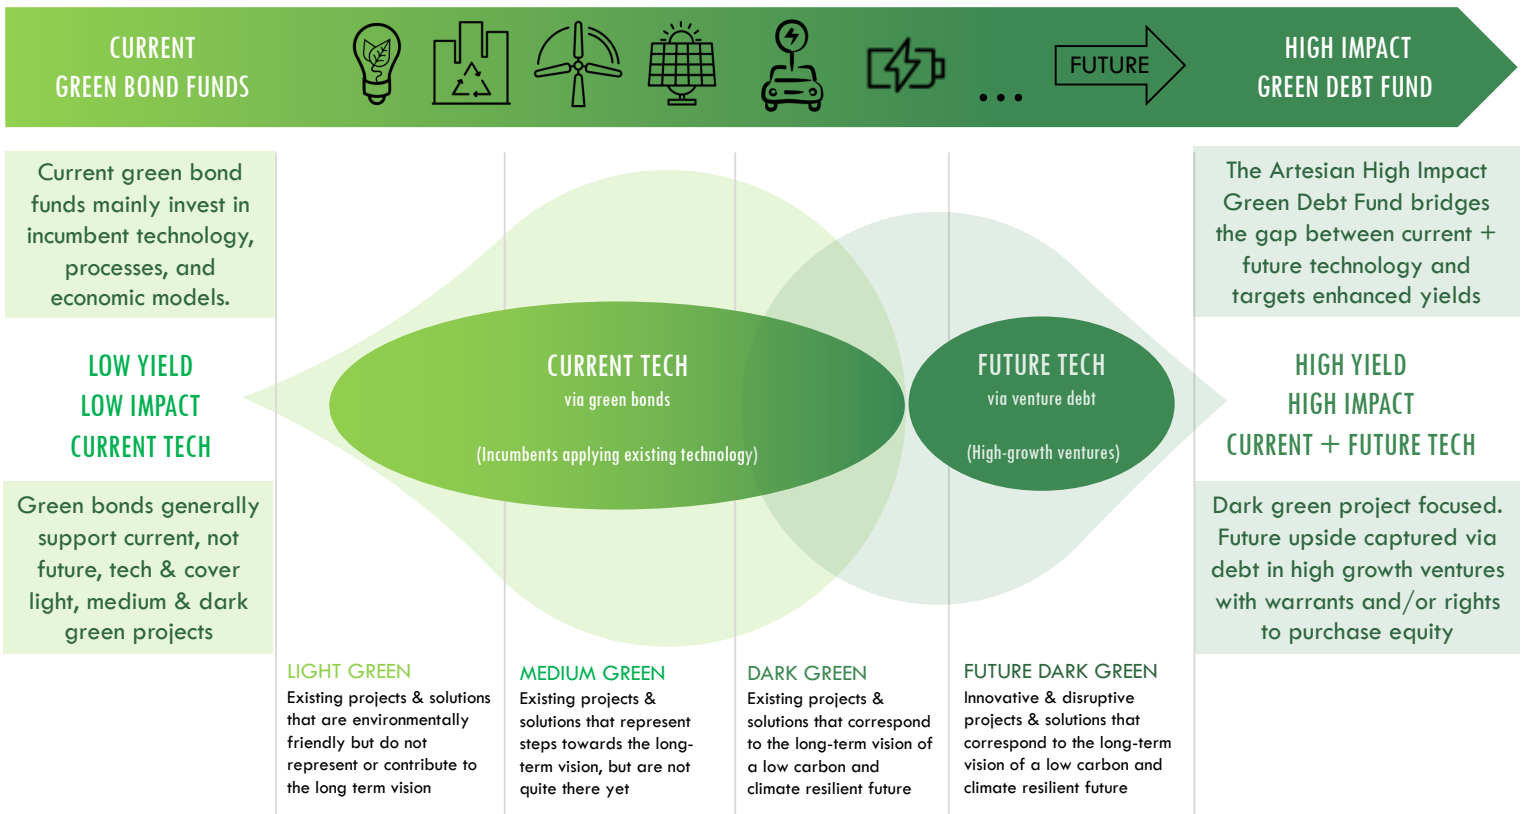 CURRENT
GREEN BOND FUNDS
...
FUTURE
HIGH IMPACT
GREEN DEBT FUND
Current green bond
funds mainly invest in
incumbent technology,
processes, and
economic models.
LOW YIELD
LOW IMPACT
CURRENT TECH
Green bonds generally
support current, not
future, tech & cover
light, medium & dark
green projects
CURRENT TECH
via green bonds
(Incumbents applying existing technology)
FUTURE TECH
via venture debt
(High-growth ventures)
The Artesian High Impact
Green Debt Fund bridges
the gap between current +
future technology and
targets enhanced yields
HIGH YIELD
HIGH IMPACT
CURRENT + FUTURE TECH
Dark green project focused.
Future upside captured via
debt in high growth ventures
with warrants and/or rights
to purchase equity
LIGHT GREEN
Existing projects & solutions
that are environmentally
friendly but do not
represent or contribute to
the long term vision
MEDIUM GREEN
Existing projects &
solutions that represent
steps towards the long-
term vision, but are not
quite there yet
DARK GREEN
Existing projects &
solutions that correspond
to the long-term vision of
a low carbon and
climate resilient future
FUTURE DARK GREEN
Innovative & disruptive
projects & solutions that
correspond to the long-term
vision of a low carbon and
climate resilient future